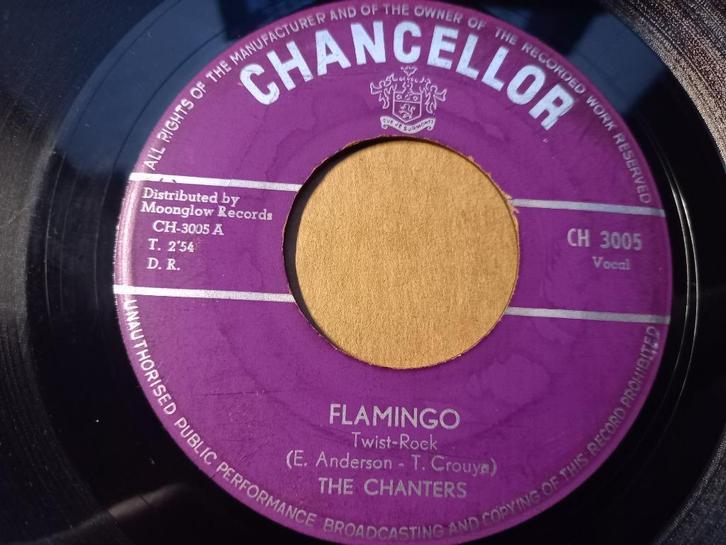 ALL RIGHTS OF THE MANUFACTURER AND OF THE OWNER OF THE RECORDED WORK RESERVED
CHANCELLOR
Distributed by
Moonglow Records
CH-3005 A
T. 2'54
D. R.
CH 3005
Vocal
FLAMINGO
Twist-Rock
(E. Anderson - T. Crouya)
THE CHANTERS
UNAUTHORISED PUBLIC PERFORMANCE BROADCASTING AND COPYING OF THIS RECORD PROHIBITED